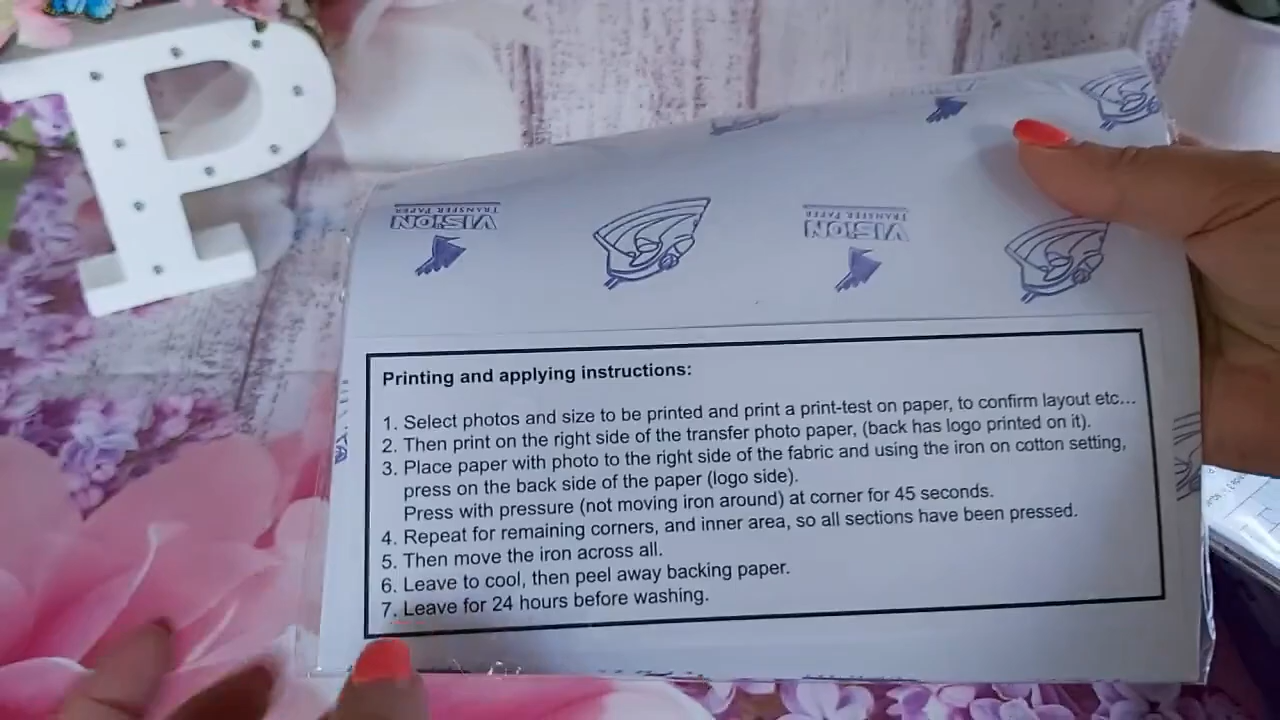 P
VISION
TRANSFER PAPER
VISION
TRANSFER PAPER
Printing and applying instructions:
1. Select photos and size to be printed and print a print-test on paper, to confirm layout etc...
2. Then print on the right side of the transfer photo paper, (back has logo printed on it).
3. Place paper with photo to the right side of the fabric and using the iron on cotton setting,
press on the back side of the paper (logo side).
Press with pressure (not moving iron around) at corner for 45 seconds.
4. Repeat for remaining corners, and inner area, so all sections have been pressed.
5. Then move the iron across all.
6. Leave to cool, then peel away backing paper.
7. Leave for 24 hours before washing.